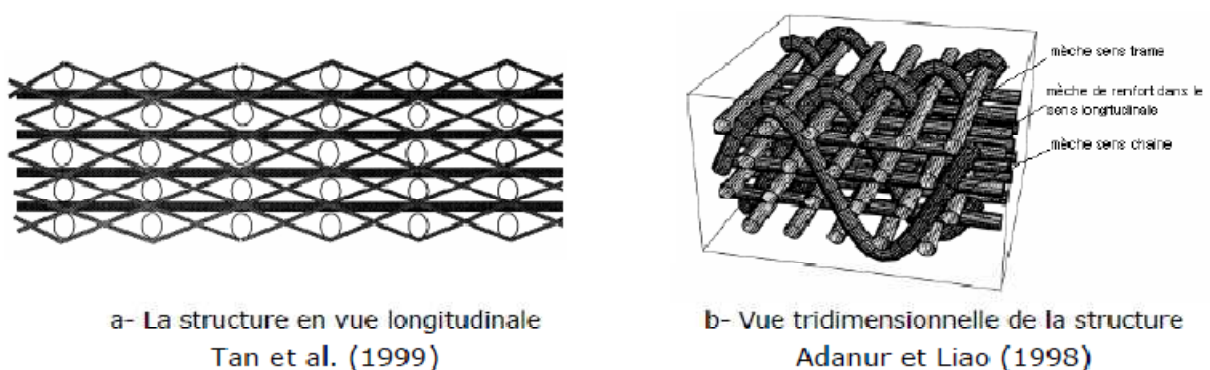 mèche sens trame
mèche de renfort dans le
sens longitudinale
mèche sens chaine
a- La structure en vue longitudinale
Tan et al. (1999)
b- Vue tridimensionnelle de la structure
Adanur et Liao (1998)